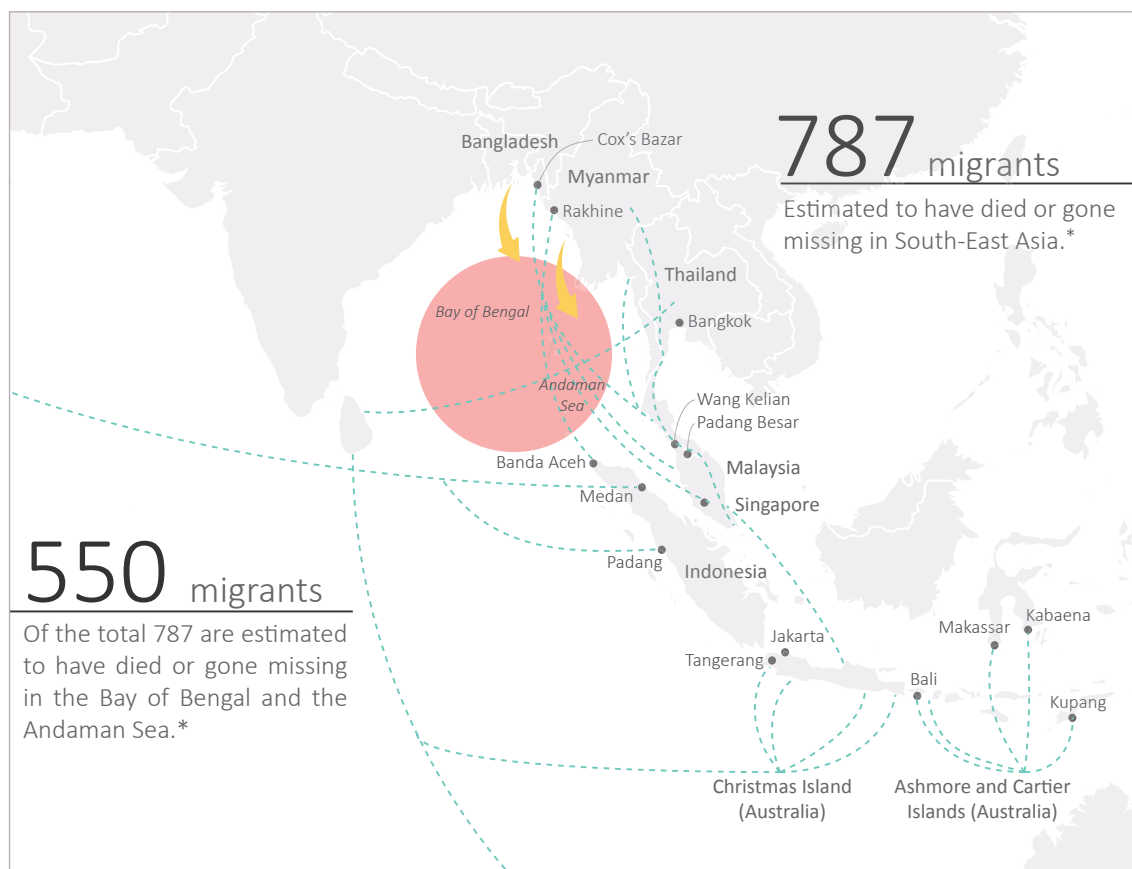 Bangladesh
Cox's Bazar
787 migrants
Estimated to have died or gone
missing in South-East Asia.*
Myanmar
Rakhine
Thailand
Bay of Bengal
Bangkok
Andaman
Sea
Wang Kelian
Padang Besar
Banda Aceh
Malaysia
Medan
Singapore
Padang
Indonesia
550 migrants
Of the total 787 are estimated
to have died or gone missing
in the Bay of Bengal and the
Andaman Sea.*
Jakarta
Tangerang
Makassar
Kabaena
Bali
Kupang
Christmas Island
(Australia)
Ashmore and Cartier
Islands (Australia)